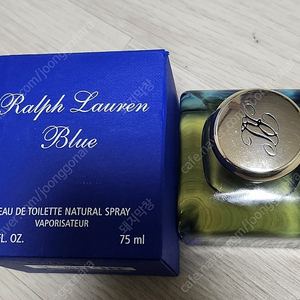 Ralph Lauren
Blue
EAU DE TOILETTE NATURAL SPRAY
VAPORISATEUR
FL. OZ. 75 ml